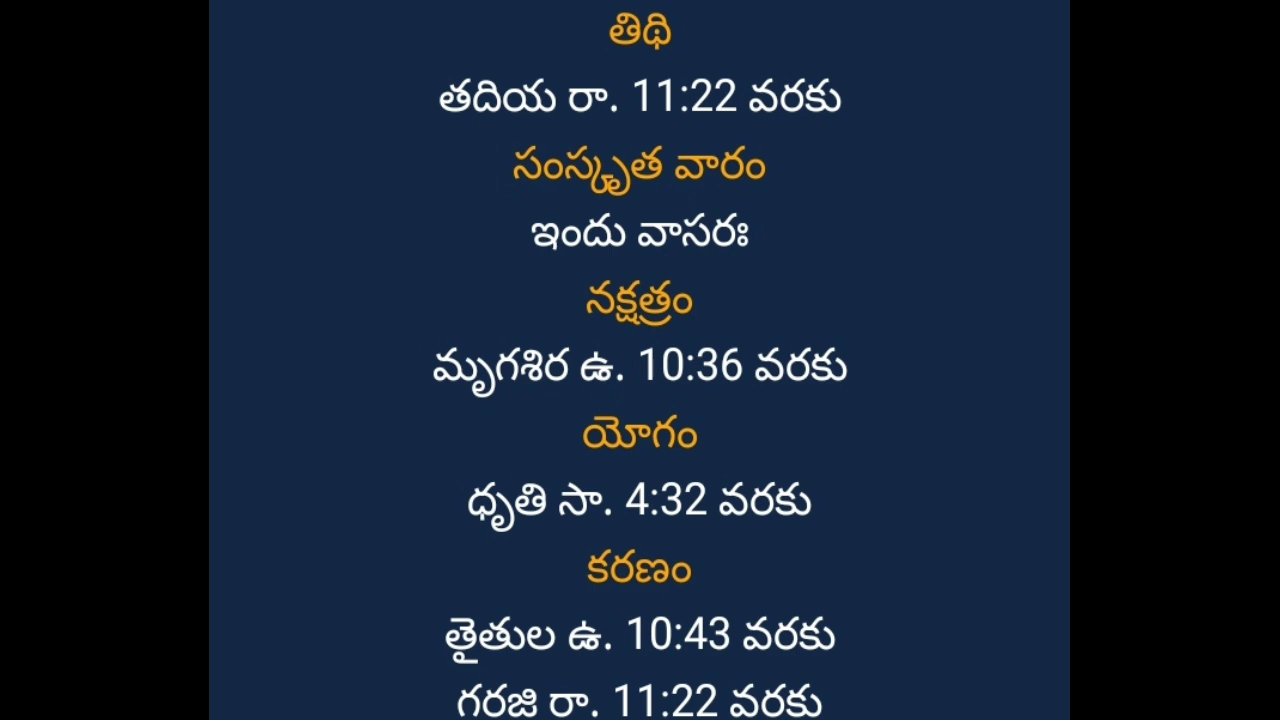 తిథి
తదియ రా. 11:22 వరకు
సంస్కృత వారం
ఇందు వాసరః
నక్షత్రం
మృగశిర ఉ. 10:36 వరకు
యోగం
ధృతి సా. 4:32 వరకు
కరణం
తైతుల ఉ. 10:43 వరకు
గరజి రా. 11:22 వరకు